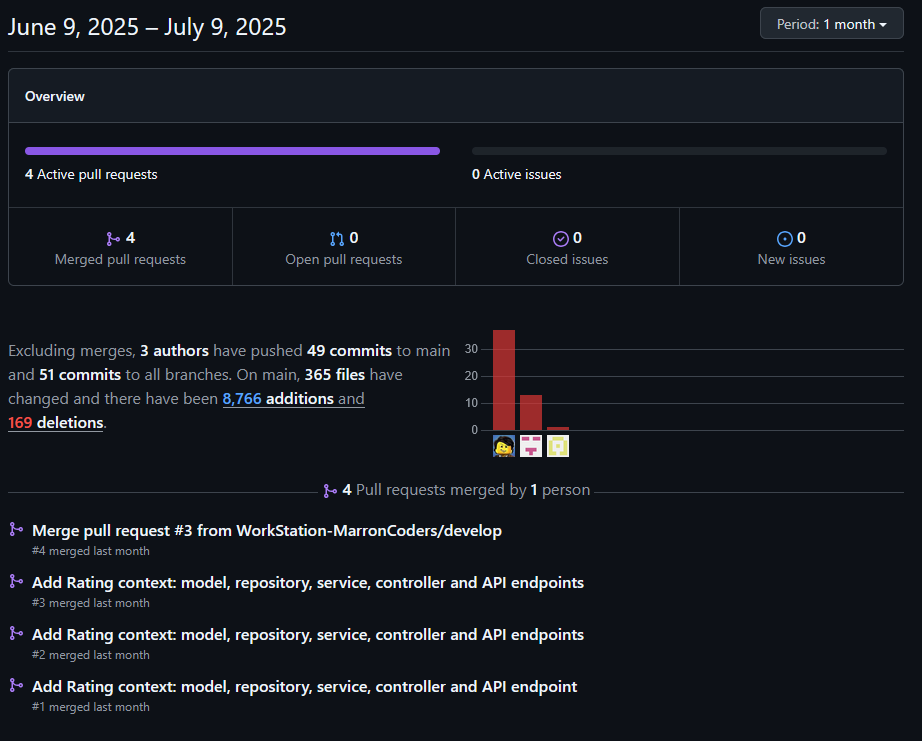 June 9, 2025 – July 9, 2025
Period: 1 month
Overview
4 Active pull requests
0 Active issues
4
Merged pull requests
0
Open pull requests
0
Closed issues
0
New issues
Excluding merges, 3 authors have pushed 49 commits to main
and 51 commits to all branches. On main, 365 files have
changed and there have been 8,766 additions and
169 deletions.
30
20
10
0
4 Pull requests merged by 1 person
Merge pull request #3 from WorkStation-MarronCoders/develop
#4 merged last month
Add Rating context: model, repository, service, controller and API endpoints
#3 merged last month
Add Rating context: model, repository, service, controller and API endpoints
#2 merged last month
Add Rating context: model, repository, service, controller and API endpoint
#1 merged last month